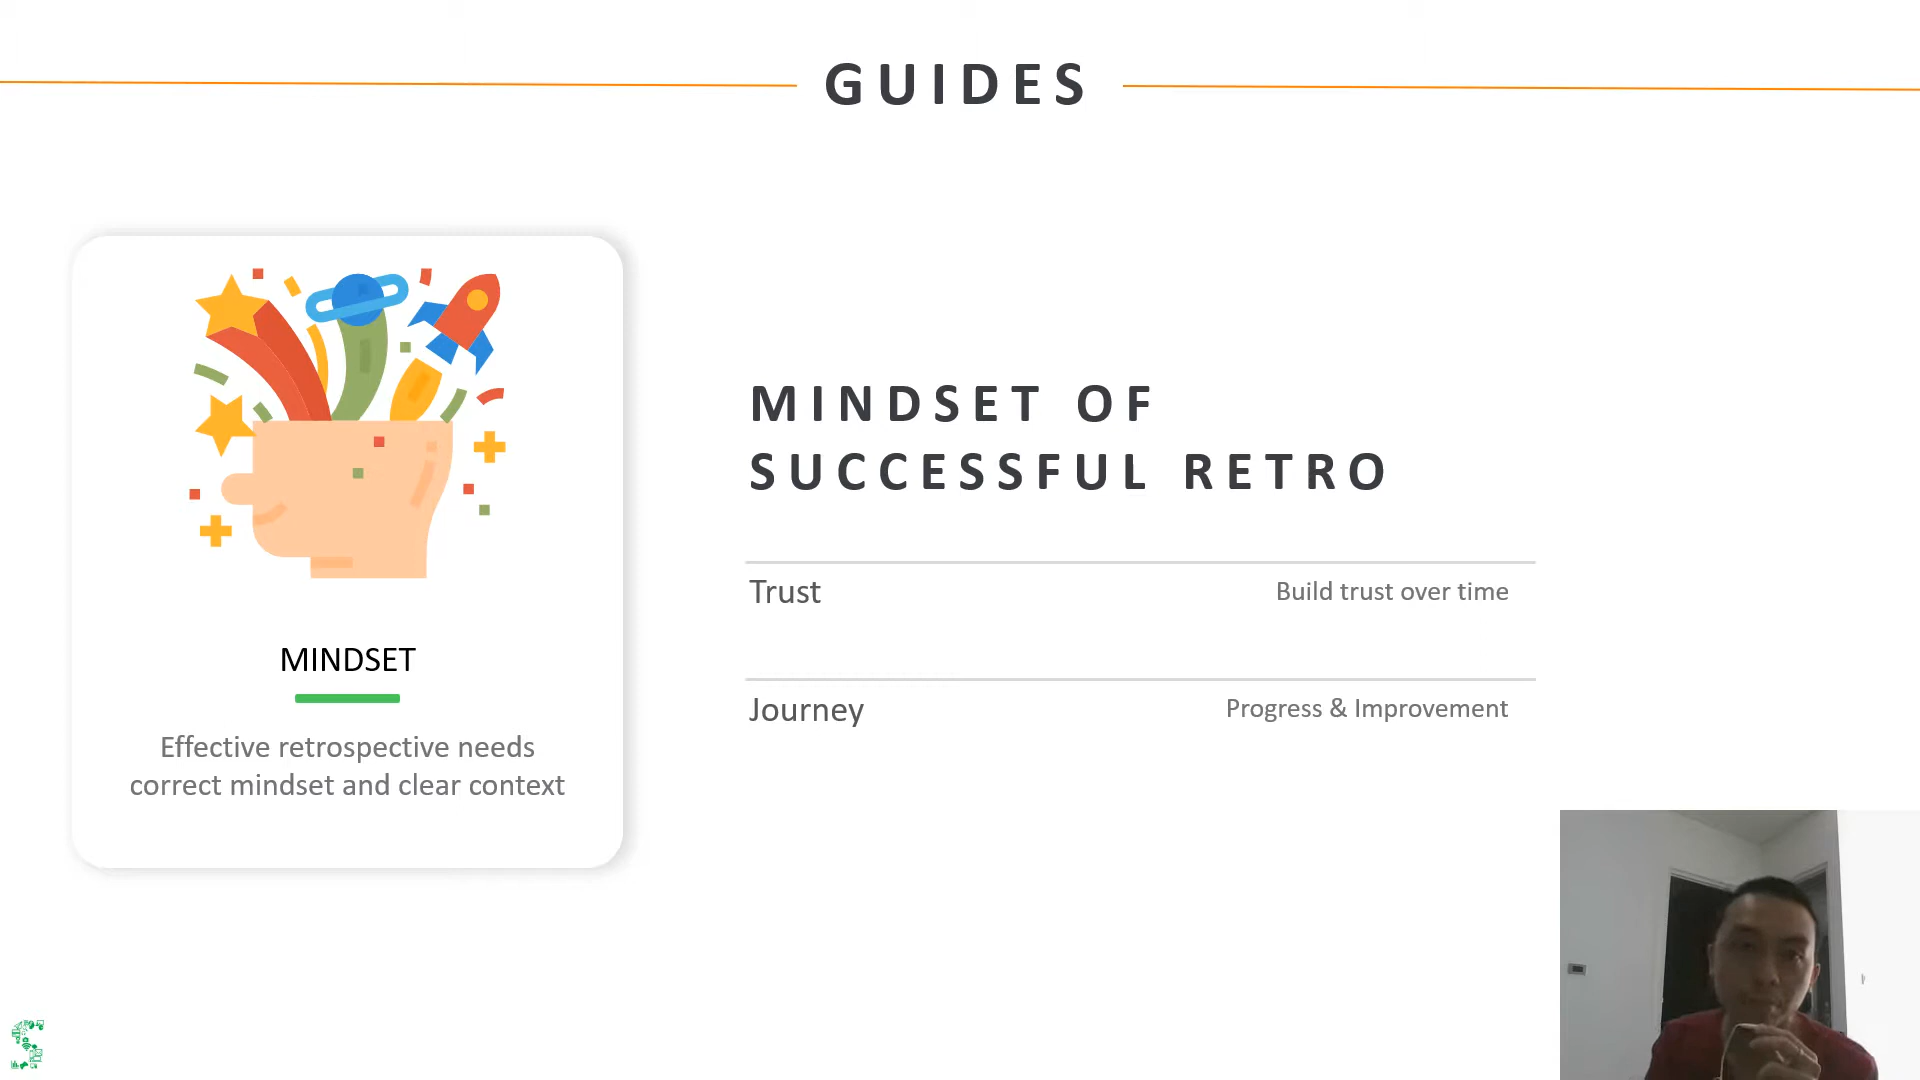 GUIDES
MINDSET
Effective retrospective needs
correct mindset and clear context
MINDSET OF
SUCCESSFUL RETRO
Trust
Build trust over time
Journey
Progress & Improvement